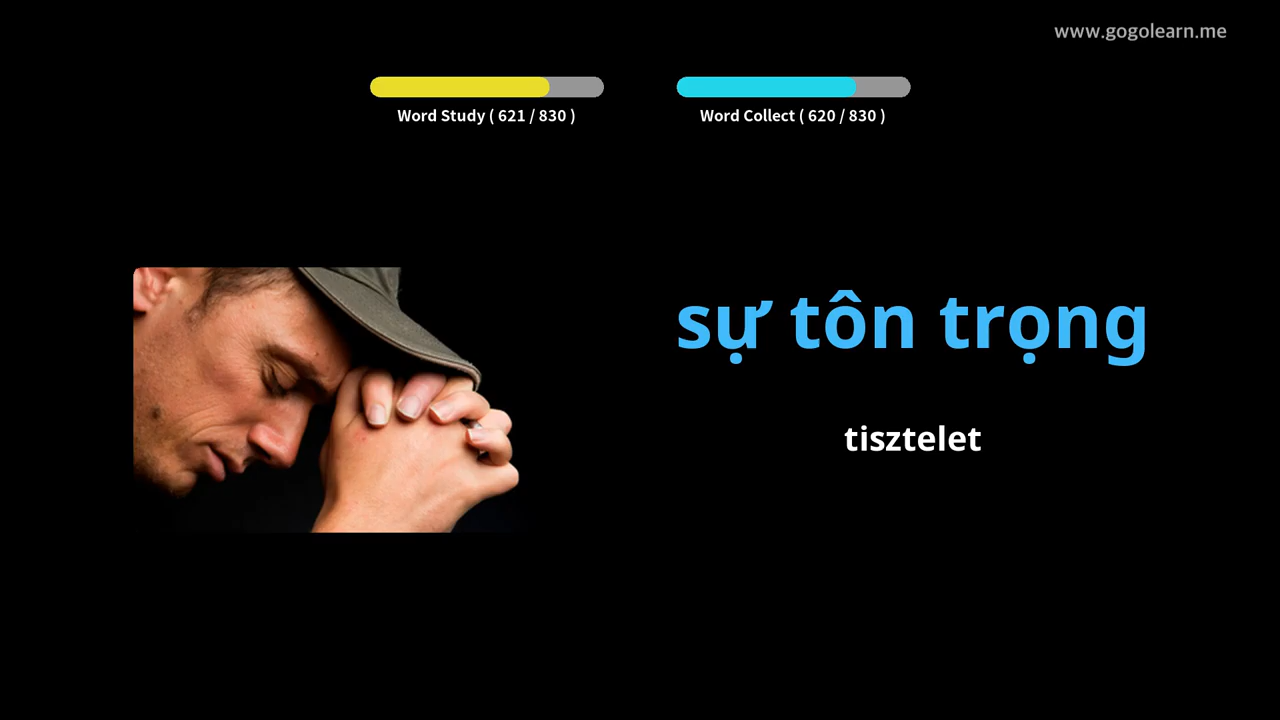 www.gogolearn.me
Word Study ( 621 / 830 )
Word Collect ( 620 / 830 )
sự tôn trọng
tisztelet